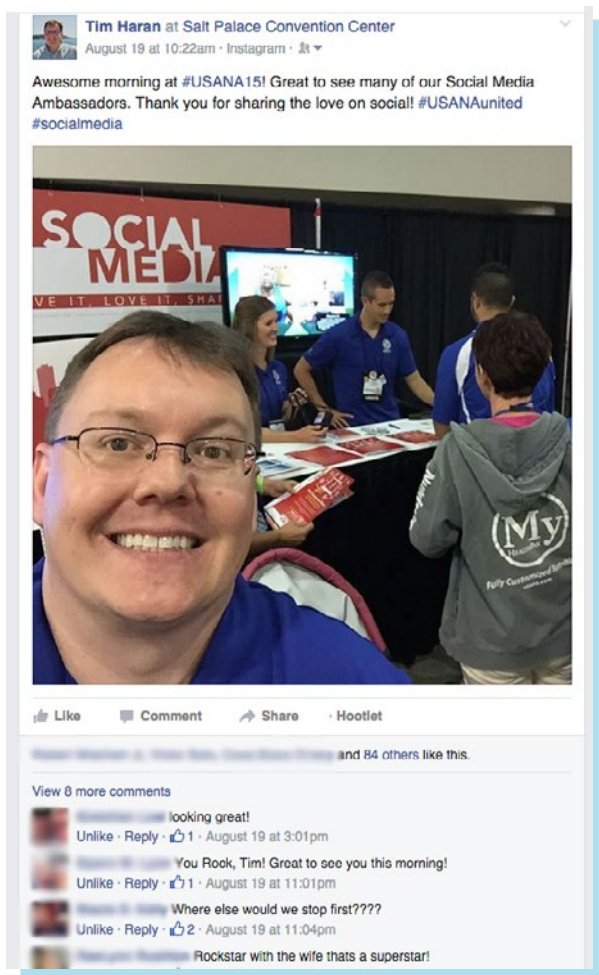 Tim Haran at Salt Palace Convention Center
August 19 at 10:22am · Instagram ·
Awesome morning at #USANA15! Great to see many of our Social Media
Ambassadors. Thank you for sharing the love on social! #USANAunited
#socialmedia
SOCIAL
MEDIA
VE IT, LOVE IT, SHAR
My
Fully Customized
Like Comment Share · Hootlet
and 84 others like this.
View 8 more comments
looking great!
Unlike · Reply · 1 · August 19 at 3:01pm
You Rock, Tim! Great to see you this morning!
Unlike · Reply · 1 · August 19 at 11:01pm
Where else would we stop first????
Unlike · Reply · 2 · August 19 at 11:04pm
Rockstar with the wife thats a superstar!